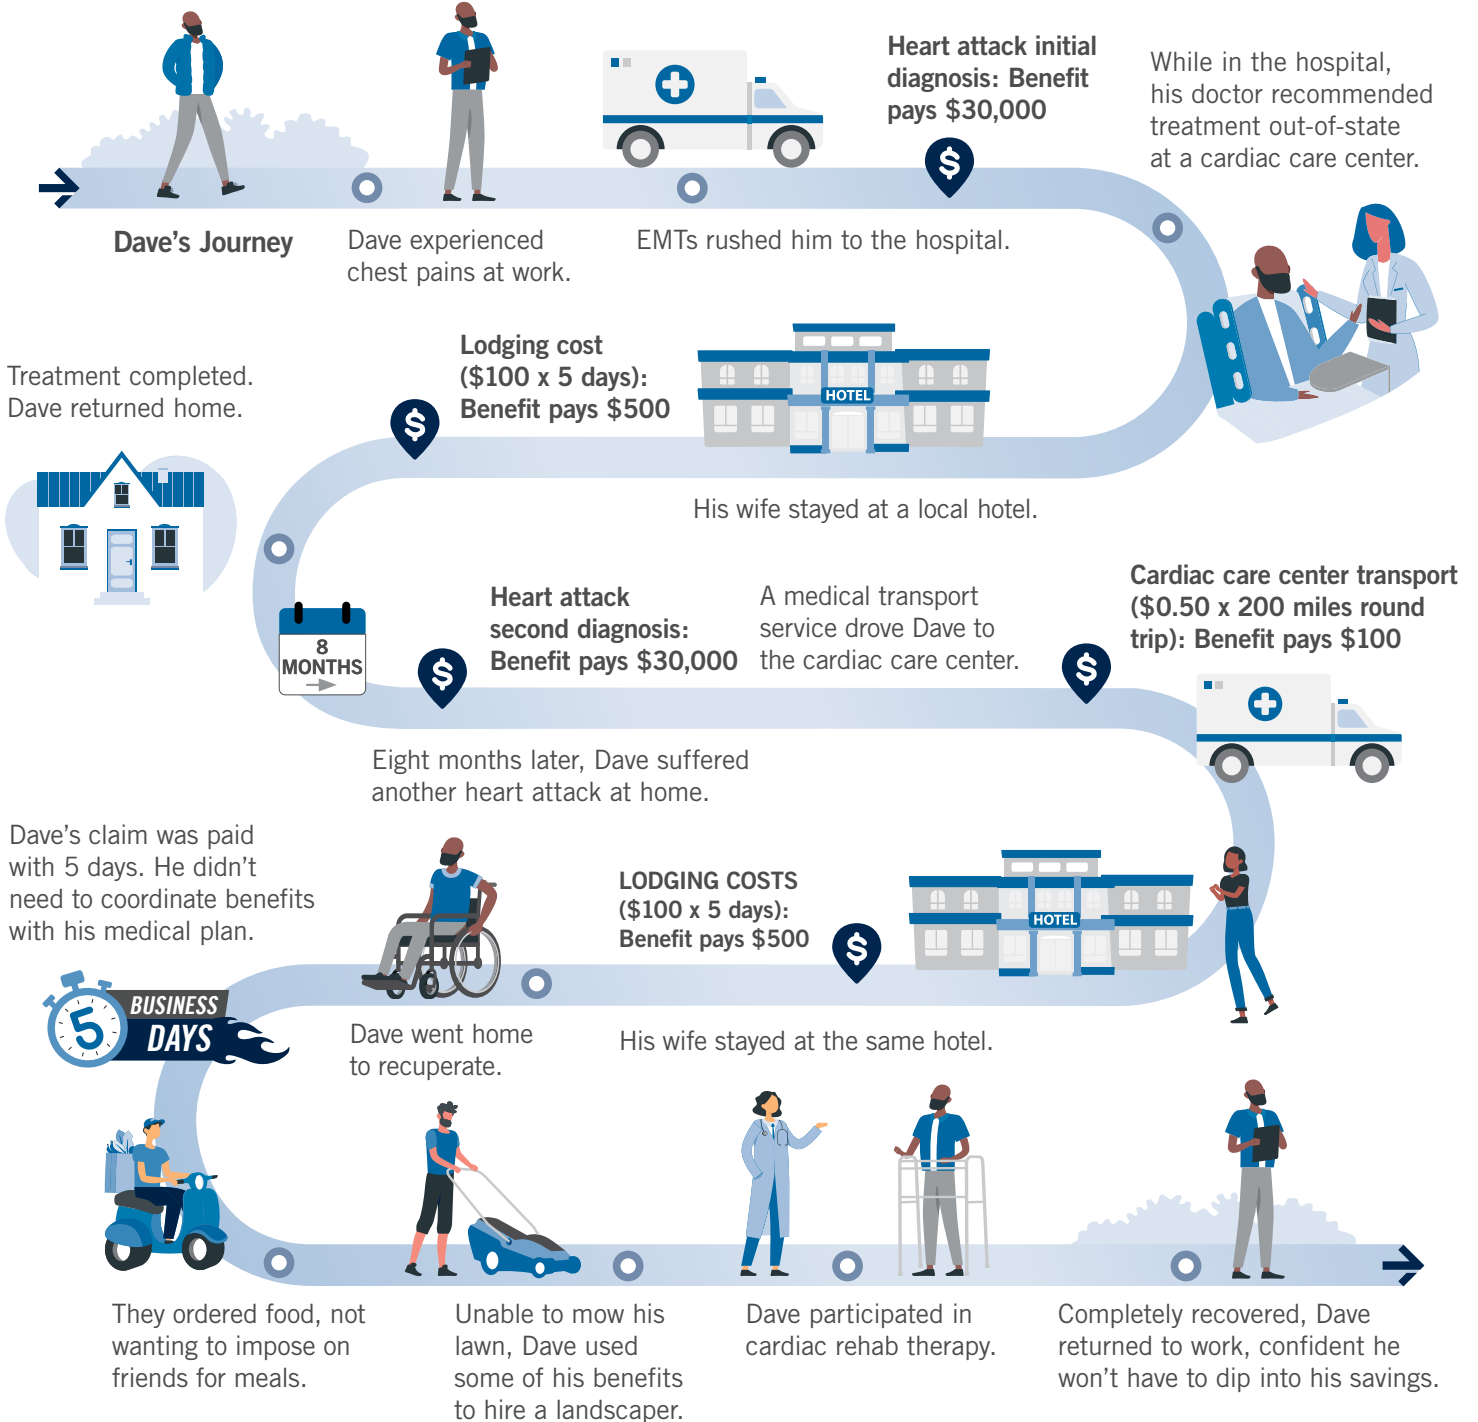 Dave’s Journey
Dave experienced
chest pains at work.
EMTs rushed him to the hospital.
Heart attack initial
diagnosis: Benefit
pays $30,000
$
While in the hospital,
his doctor recommended
treatment out-of-state
at a cardiac care center.
HOTEL
His wife stayed at a local hotel.
Lodging cost
($100 x 5 days):
Benefit pays $500
$
Treatment completed.
Dave returned home.
8
MONTHS
Eight months later, Dave suffered
another heart attack at home.
$
Heart attack
second diagnosis:
Benefit pays $30,000
A medical transport
service drove Dave to
the cardiac care center.
$
Cardiac care center transport
($0.50 x 200 miles round
trip): Benefit pays $100
HOTEL
His wife stayed at the same hotel.
LODGING COSTS
($100 x 5 days):
Benefit pays $500
$
Dave went home
to recuperate.
Dave’s claim was paid
with 5 days. He didn’t
need to coordinate benefits
with his medical plan.
5
BUSINESS
DAYS
They ordered food, not
wanting to impose on
friends for meals.
Unable to mow his
lawn, Dave used
some of his benefits
to hire a landscaper.
Dave participated in
cardiac rehab therapy.
Completely recovered, Dave
returned to work, confident he
won’t have to dip into his savings.